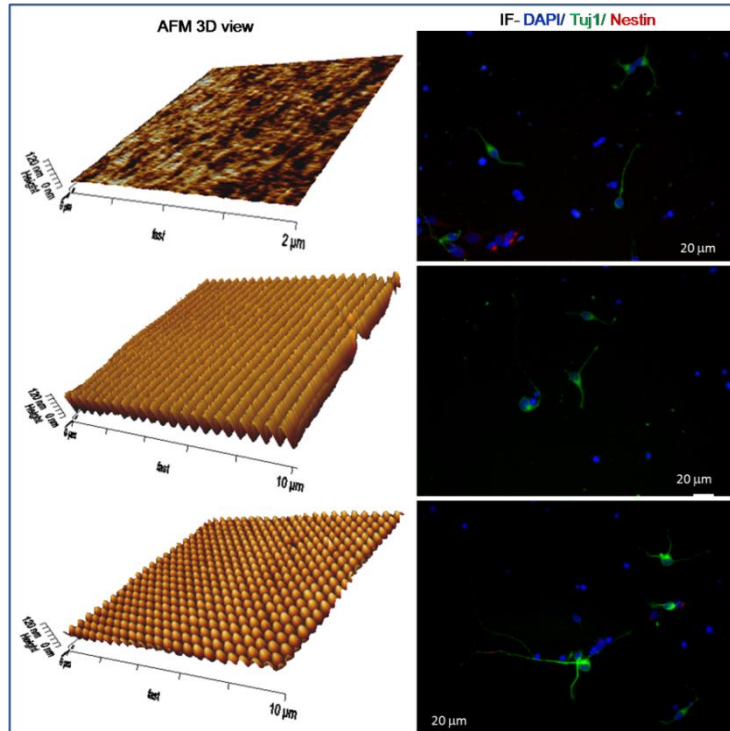 AFM 3D view
IF- DAPI/ Tuj1/ Nestin
120 nm 0 nm
Height
fast
2 µm
20 µm
120 nm 0 nm
Height
fast
10 µm
20 µm
120 nm 0 nm
Height
fast
10 µm
20 µm